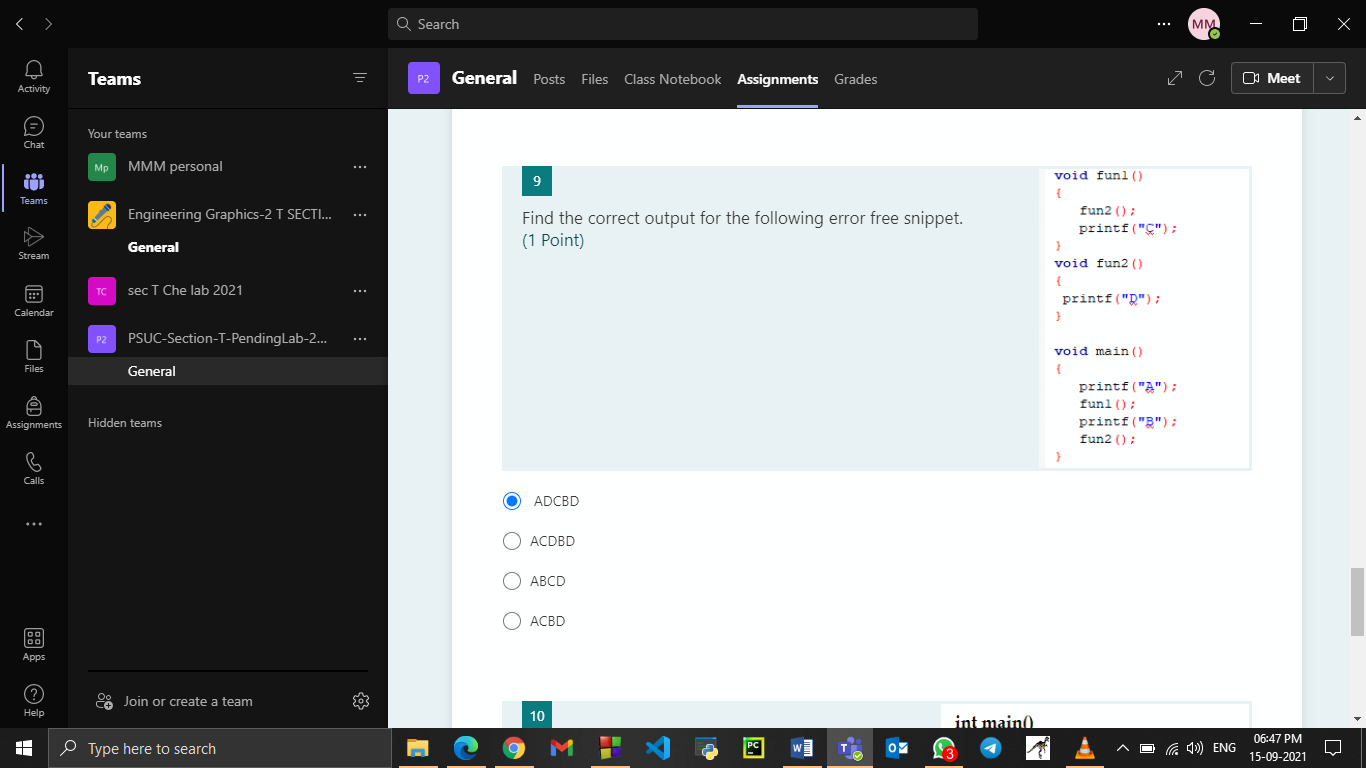 Search
MM
Activity
Chat
Teams
Stream
Calendar
Files
Assignments
Calls
Apps
Help
Teams
Your teams
Mp MMM personal
Engineering Graphics-2 T SECTI...
General
TC sec T Che lab 2021
P2 PSUC-Section-T-PendingLab-2...
General
Hidden teams
Join or create a team
P2 General Posts Files Class Notebook Assignments Grades
Meet
9
Find the correct output for the following error free snippet.
(1 Point)
void fun1()
{
fun2();
printf("C");
}
void fun2()
{
printf("D");
}
void main()
{
printf("A");
fun1();
printf("B");
fun2();
}
ADCBD
ACDBD
ABCD
ACBD
10
int main()
Type here to search
PC
3
ENG
06:47 PM
15-09-2021